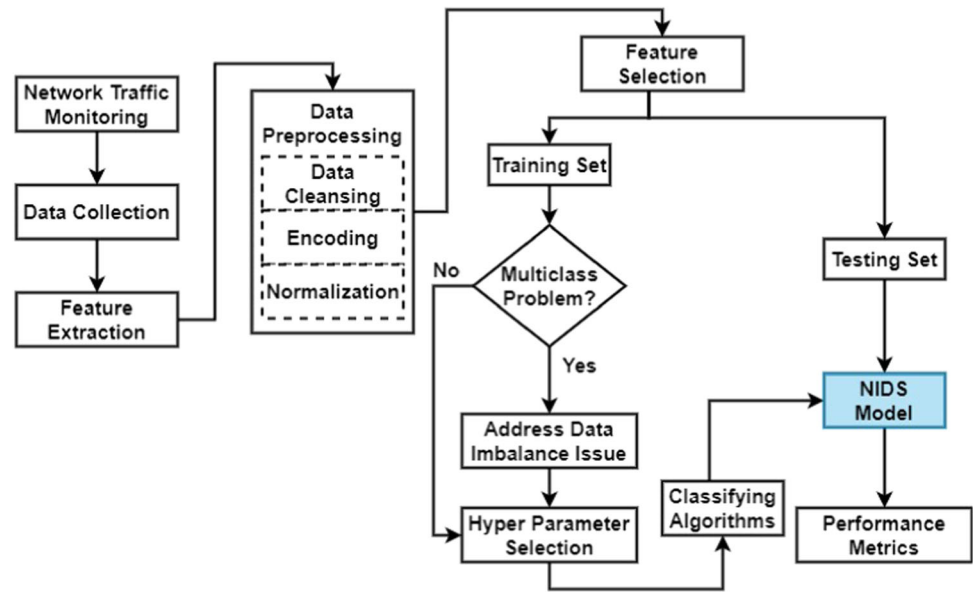 Network Traffic
Monitoring
Data Collection
Feature
Extraction
Data
Preprocessing
Data
Cleansing
Encoding
Normalization
Feature
Selection
Training Set
Multiclass
Problem?
No
Yes
Address Data
Imbalance Issue
Hyper Parameter
Selection
Classifying
Algorithms
Testing Set
NIDS
Model
Performance
Metrics